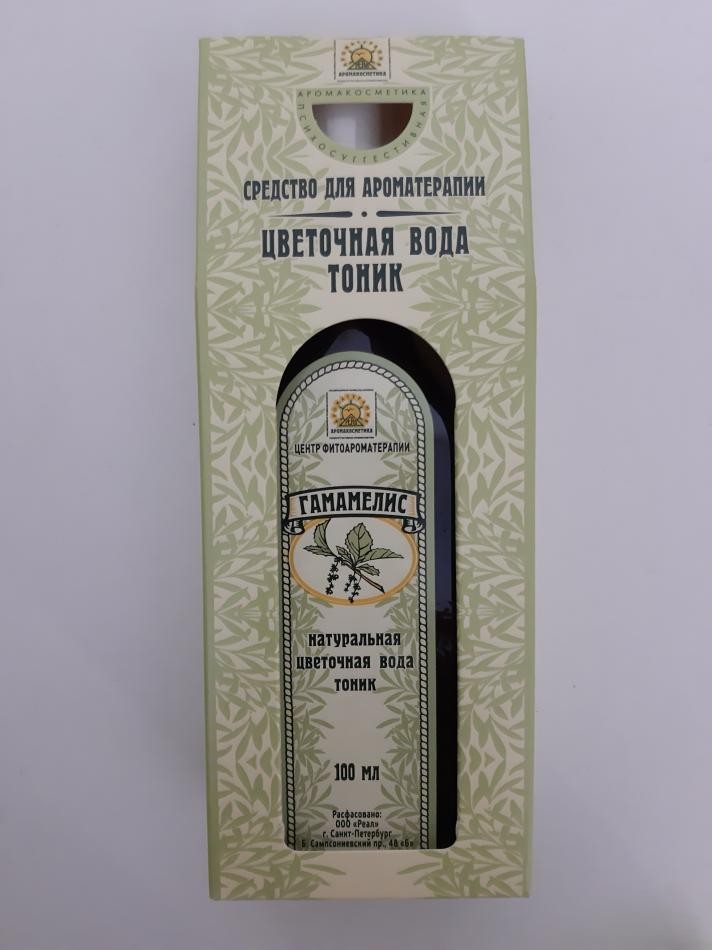 АРОМАКОСМЕТИКА
АРОМАКОСМЕТИКА
ПСИХОСУГГЕСТИВНАЯ
СРЕДСТВО ДЛЯ АРОМАТЕРАПИИ
ЦВЕТОЧНАЯ ВОДА
ТОНИК
АРОМАКОСМЕТИКА
ЦЕНТР ФИТОАРОМАТЕРАПИИ
ГАМАМЕЛИС
натуральная
цветочная вода
тоник
100 мл
Расфасовано:
ООО «Реал»
г. Санкт-Петербург
Б. Сампсониевский пр., 48 «б»